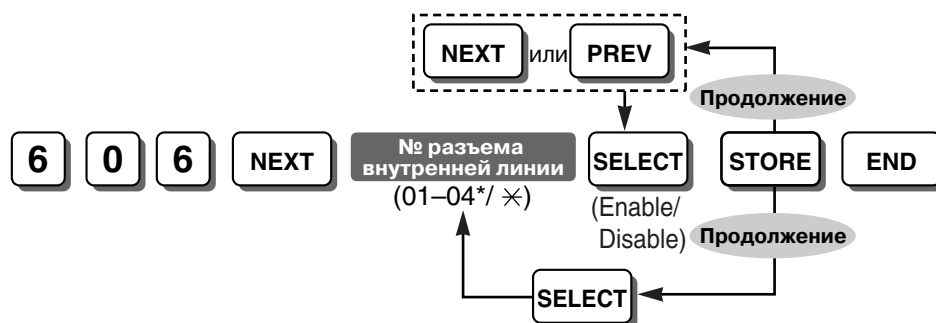 NEXT или PREV
Продолжение
6 0 6 NEXT № разъема внутренней линии SELECT STORE END
(01–04*/ ✳)
(Enable/
Disable)
Продолжение
SELECT